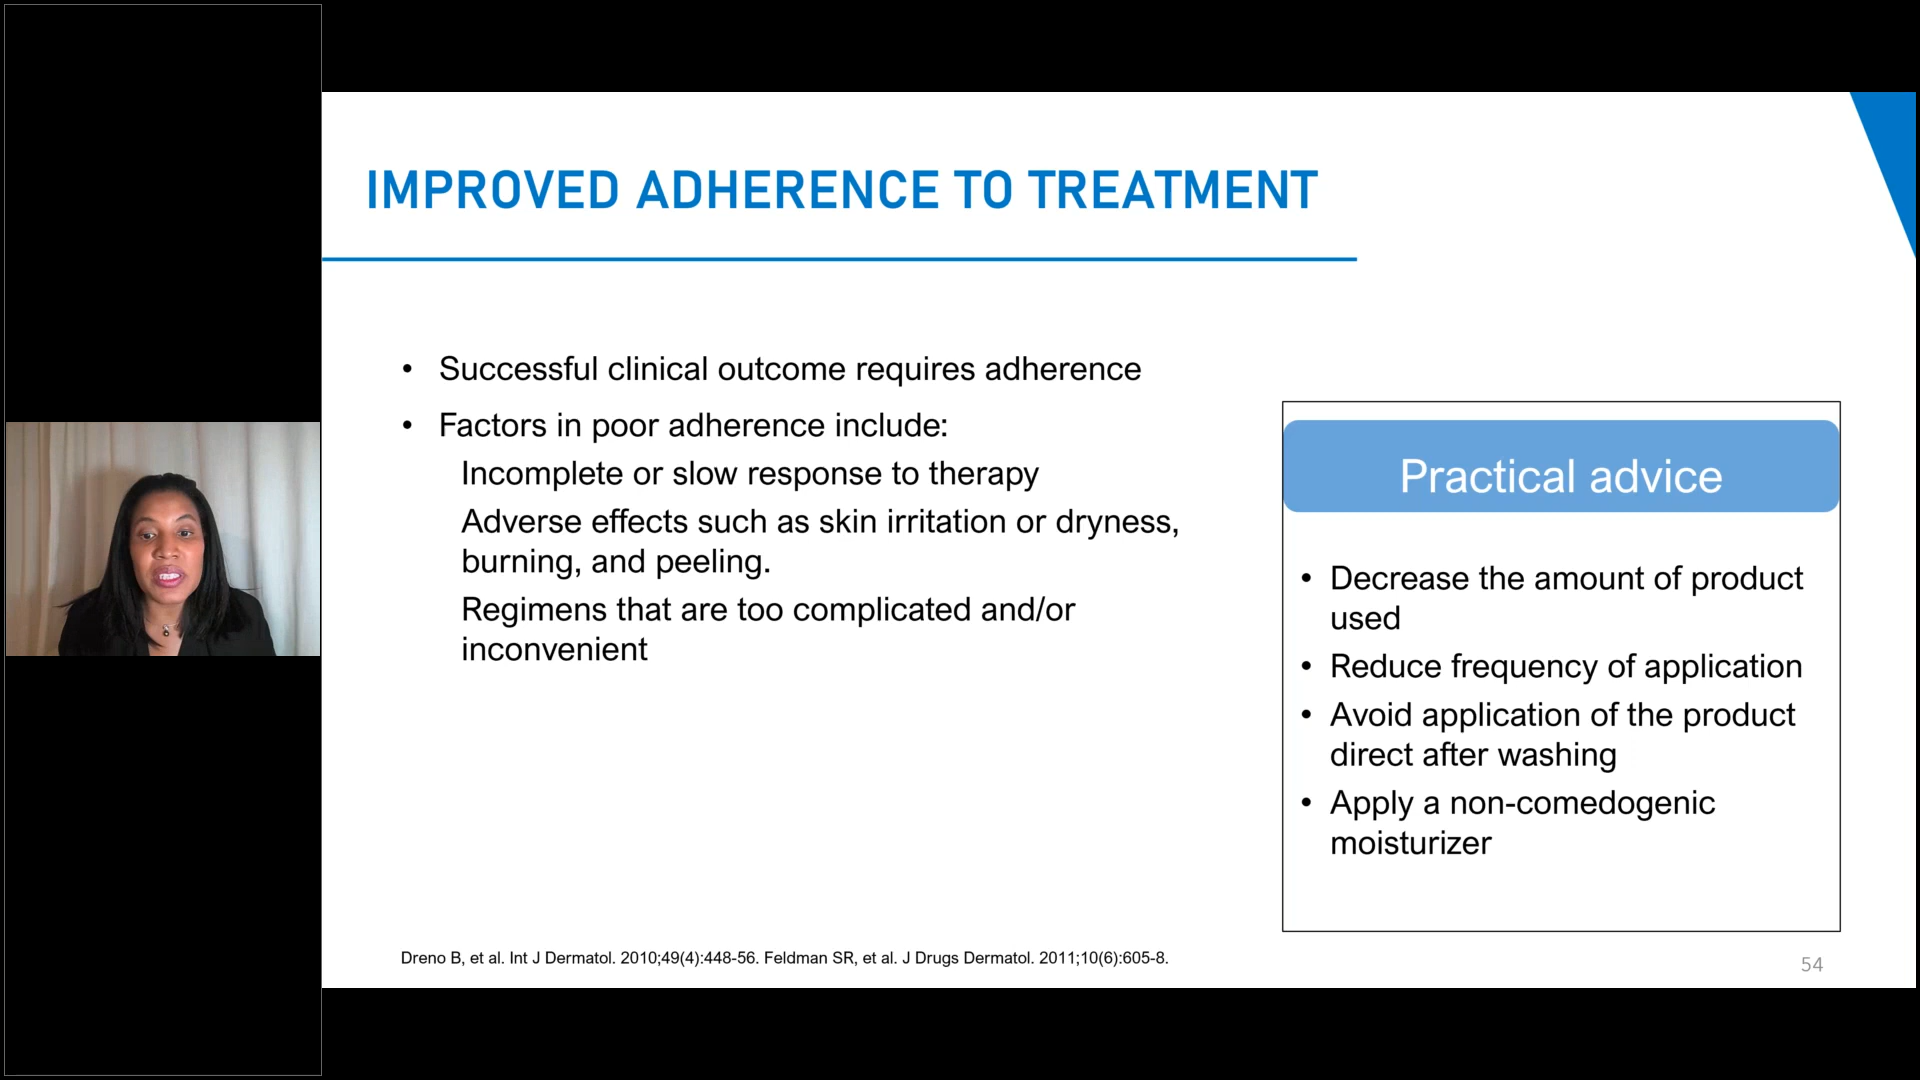 IMPROVED ADHERENCE TO TREATMENT
• Successful clinical outcome requires adherence
• Factors in poor adherence include:
Incomplete or slow response to therapy
Adverse effects such as skin irritation or dryness,
burning, and peeling.
Regimens that are too complicated and/or
inconvenient
Practical advice
• Decrease the amount of product
used
• Reduce frequency of application
• Avoid application of the product
direct after washing
• Apply a non-comedogenic
moisturizer
Dreno B, et al. Int J Dermatol. 2010;49(4):448-56. Feldman SR, et al. J Drugs Dermatol. 2011;10(6):605-8.
54